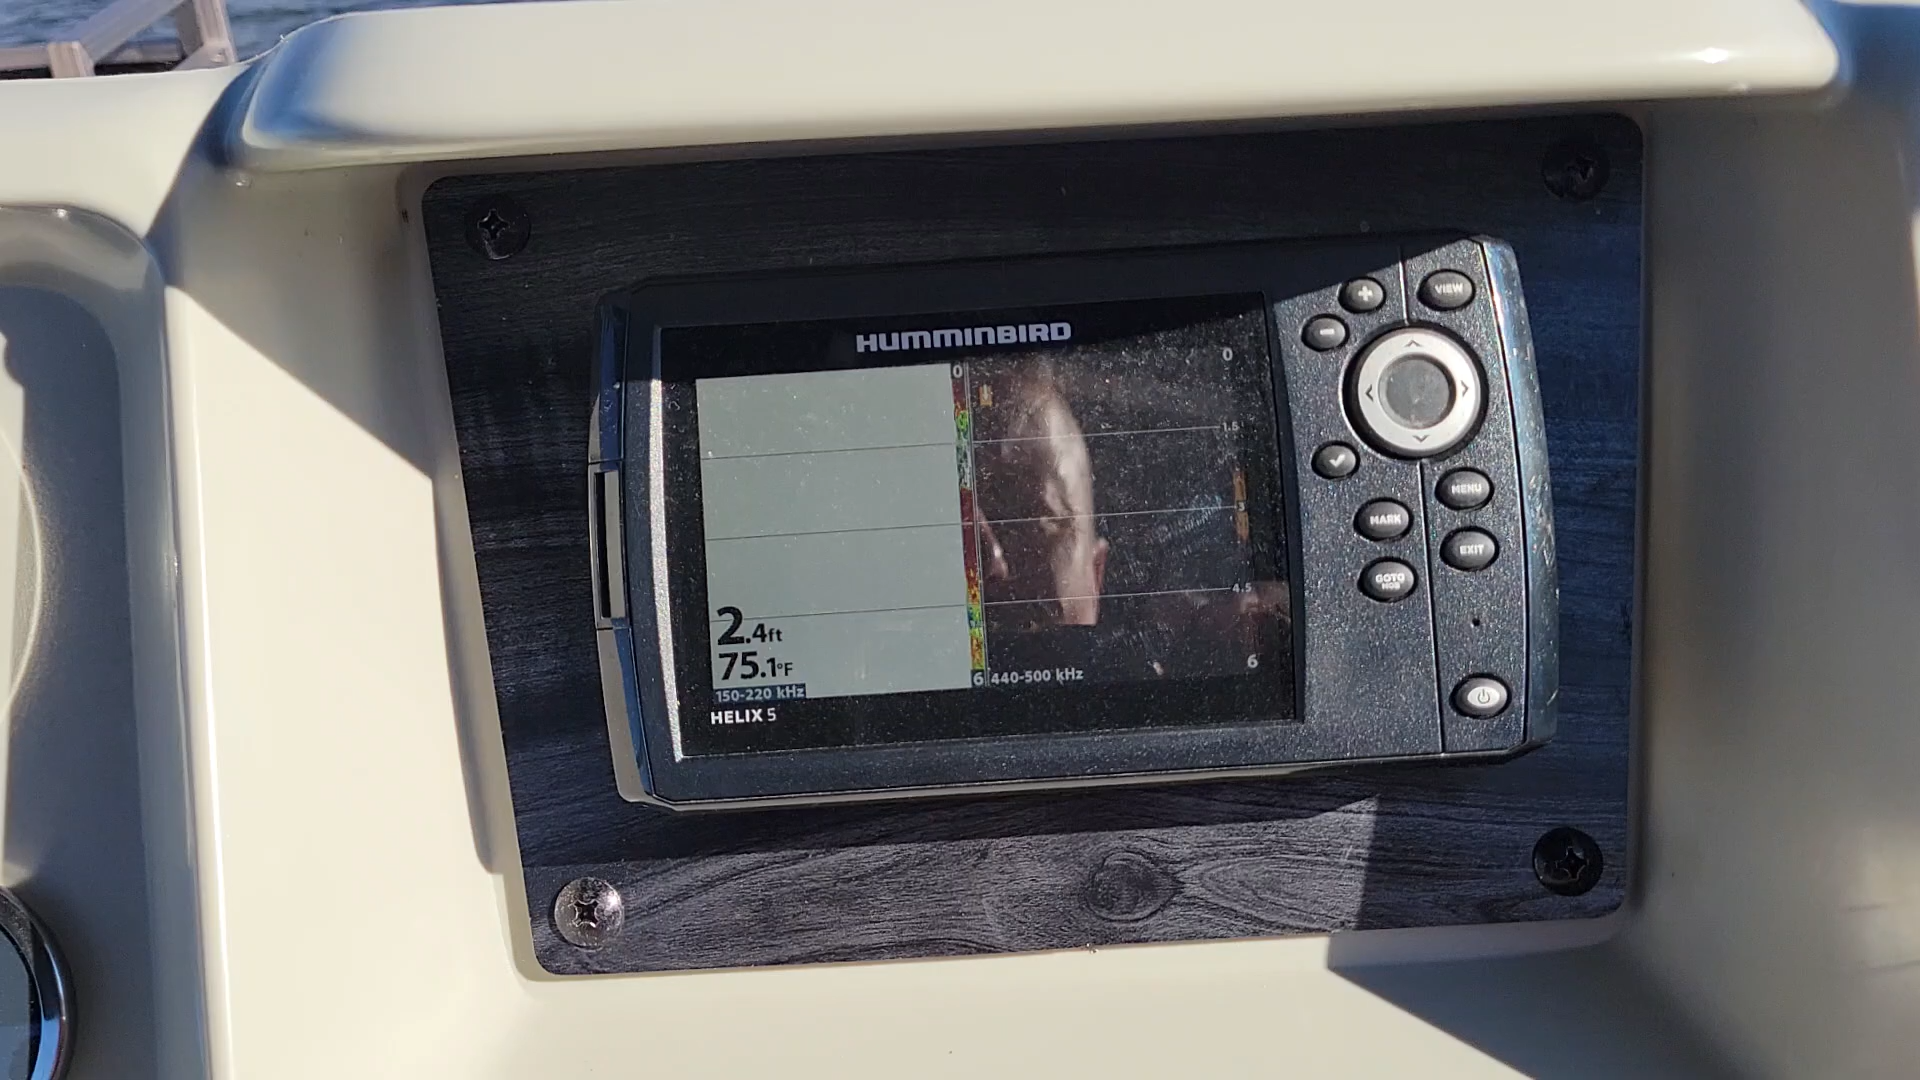 HUMMINBIRD
VIEW
0
0
1.5
3
4.5
MENU
MARK
EXIT
GOTO
MOB
2.4ft
75.1°F
150-220 kHz
6
440-500 kHz
6
HELIX 5